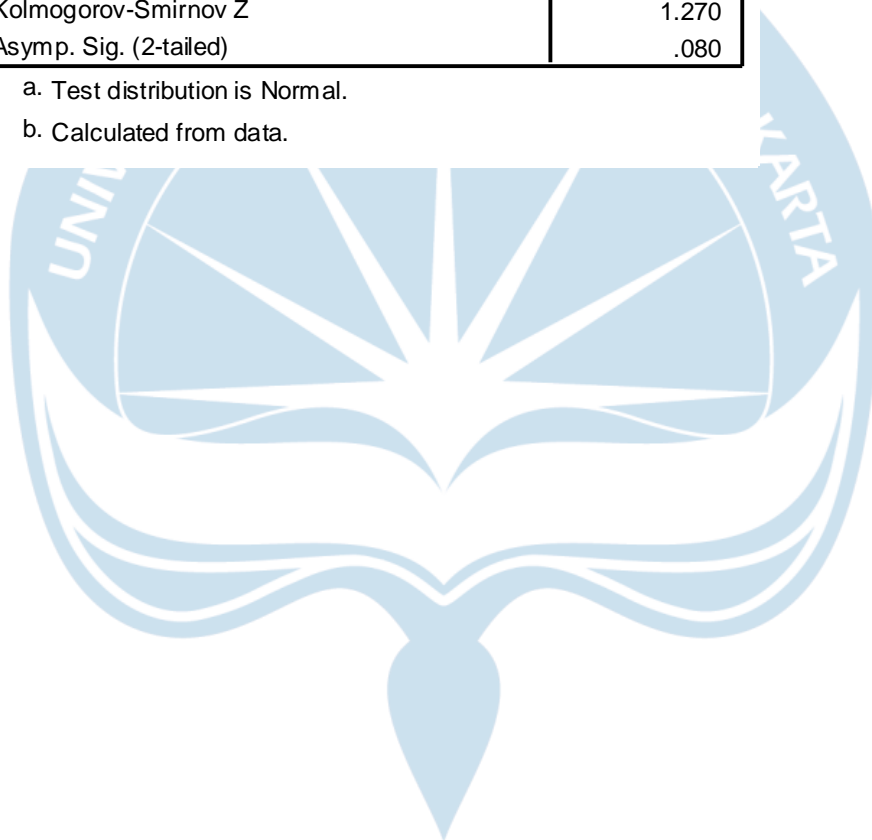 Kolmogorov-Smirnov Z 1.270
Asymp. Sig. (2-tailed) .080
a. Test distribution is Normal.
b. Calculated from data.